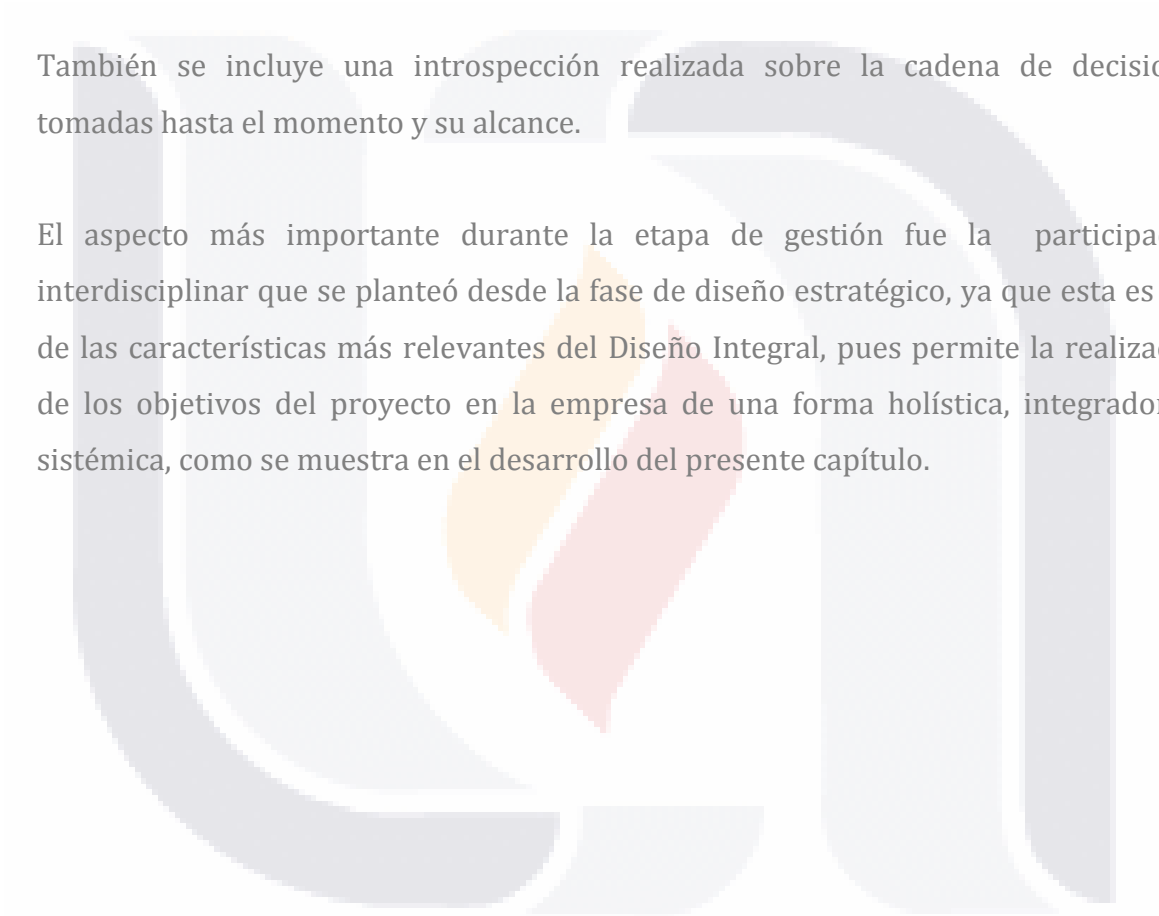 También se incluye una introspección realizada sobre la cadena de decisio
tomadas hasta el momento y su alcance.
El aspecto más importante durante la etapa de gestión fue la participa
interdisciplinar que se planteó desde la fase de diseño estratégico, ya que esta es
de las características más relevantes del Diseño Integral, pues permite la realiza
de los objetivos del proyecto en la empresa de una forma holística, integrado
sistémica, como se muestra en el desarrollo del presente capítulo.